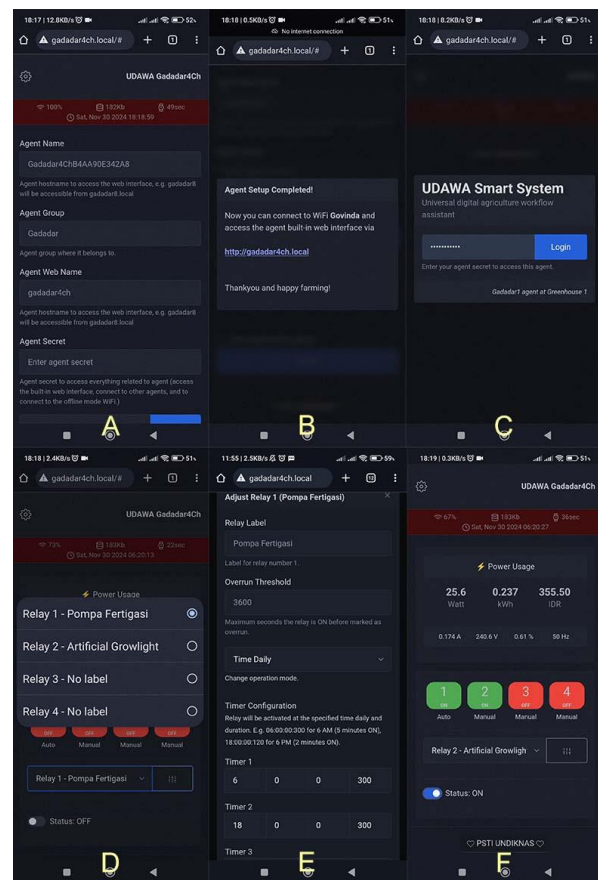 18:17 | 12.8KB/s
52%
gadadar4ch.local/#
1
UDAWA Gadadar4Ch
100%
192Kb
49sec
Sat, Nov 30 2024 18:18:59
Agent Name
Gadadar4ChB4AA90E342A8
Agent hostname to access the web interface, e.g. gadadar8
will be accessible from gadadar8.local
Agent Group
Gadadar
Agent group where it belongs to.
Agent Web Name
gadadar4ch
Agent hostname to access the web interface, e.g. gadadar8
will be accessible from gadadar8.local
Agent Secret
Enter agent secret
Agent secret to access everything related to agent (access
the built-in web interface, connect to other agents, and to
connect to the offline mode WiFi.)
A
18:18 | 0.5KB/s
51%
No internet connection
gadadar4ch.local/#
1
Agent Setup Completed!
Now you can connect to WiFi Govinda and
access the agent built-in web interface via
http://gadadar4ch.local
Thankyou and happy farming!
B
18:18 | 8.2KB/s
51%
gadadar4ch.local/#
1
UDAWA Smart System
Universal digital agriculture workflow
assistant
Login
Enter your agent secret to access this agent.
Gadadar1 agent at Greenhouse 1
C
18:18 | 2.4KB/s
51%
gadadar4ch.local/#
1
UDAWA Gadadar4Ch
73%
183Kb
22sec
Sat, Nov 30 2024 06:20:13
Power Usage
Relay 1 - Pompa Fertigasi
Relay 2 - Artificial Growlight
Relay 3 - No label
Relay 4 - No label
OFF OFF OFF OFF
Auto Manual Manual Manual
Relay 1 - Pompa Fertigasi
Status: OFF
D
11:55 | 2.5KB/s
59%
gadadar4ch.local
Adjust Relay 1 (Pompa Fertigasi)
×
Relay Label
Pompa Fertigasi
Label for relay number 1.
Overrun Threshold
3600
Maximum seconds the relay is ON before marked as
overrun.
Time Daily
Change operation mode.
Timer Configuration
Relay will be activated at the specified time daily and
duration. E.g. 06:00:00:300 for 6 AM (5 minutes ON),
18:00:00:120 for 6 PM (2 minutes ON).
Timer 1
6 0 0 300
Timer 2
18 0 0 300
Timer 3
E
18:19 | 0.3KB/s
51%
UDAWA Gadadar4Ch
67%
183Kb
36sec
Sat, Nov 30 2024 06:20:27
Power Usage
25.6 0.237 355.50
Watt kWh IDR
0.174 A 240.6 V 0.61 % 50 Hz
1 2 3 4
ON ON OFF OFF
Auto Manual Manual Manual
Relay 2 - Artificial Growligh
Status: ON
PSTI UNDIKNAS
F